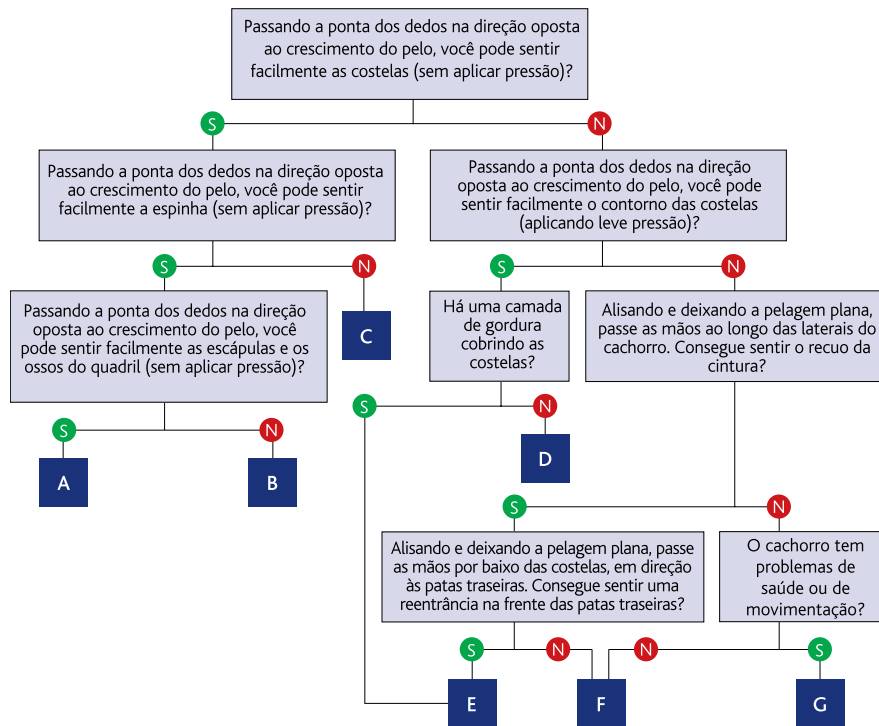 Passando a ponta dos dedos na direção oposta
ao crescimento do pelo, você pode sentir
facilmente as costelas (sem aplicar pressão)?
S
N
Passando a ponta dos dedos na direção oposta
ao crescimento do pelo, você pode sentir
facilmente a espinha (sem aplicar pressão)?
Passando a ponta dos dedos na direção
oposta ao crescimento do pelo, você pode
sentir facilmente o contorno das costelas
(aplicando leve pressão)?
S
N
S
N
Passando a ponta dos dedos na direção
oposta ao crescimento do pelo, você
pode sentir facilmente as escápulas e os
ossos do quadril (sem aplicar pressão)?
C
Há uma camada
de gordura
cobrindo as
costelas?
Alisando e deixando a pelagem plana,
passe as mãos ao longo das laterais do
cachorro. Consegue sentir o recuo da
cintura?
S
N
S
N
A
B
D
S
N
Alisando e deixando a pelagem plana, passe
as mãos por baixo das costelas, em direção
às patas traseiras. Consegue sentir uma
reentrância na frente das patas traseiras?
O cachorro tem
problemas de
saúde ou de
movimentação?
S
N
N
S
E
F
G